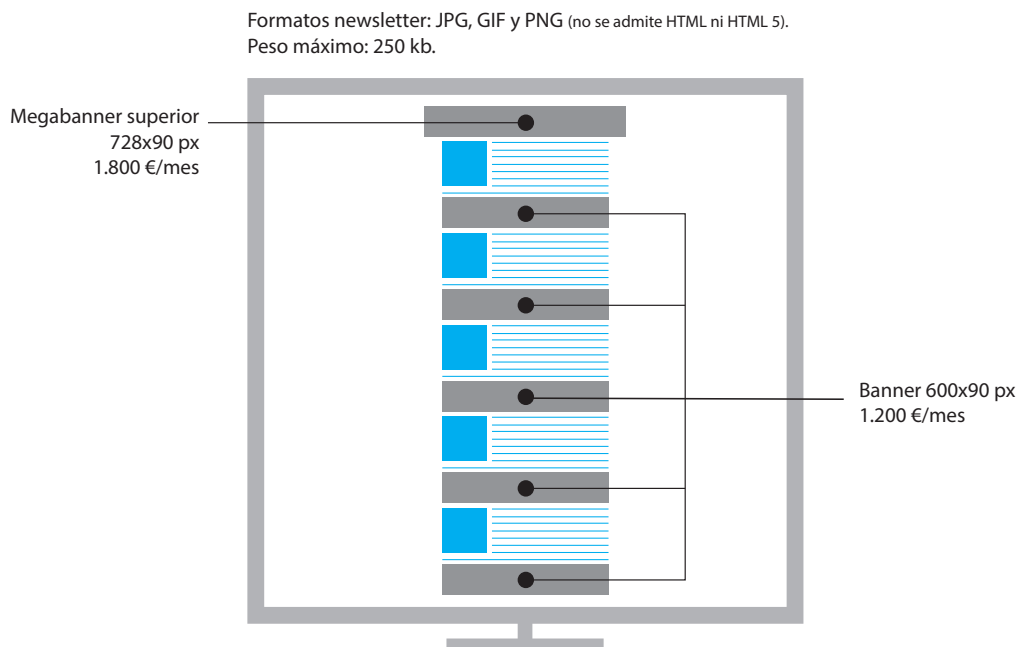 Formatos newsletter: JPG, GIF y PNG (no se admite HTML ni HTML 5).
Peso máximo: 250 kb.
Megabanner superior
728x90 px
1.800 €/mes
Banner 600x90 px
1.200 €/mes